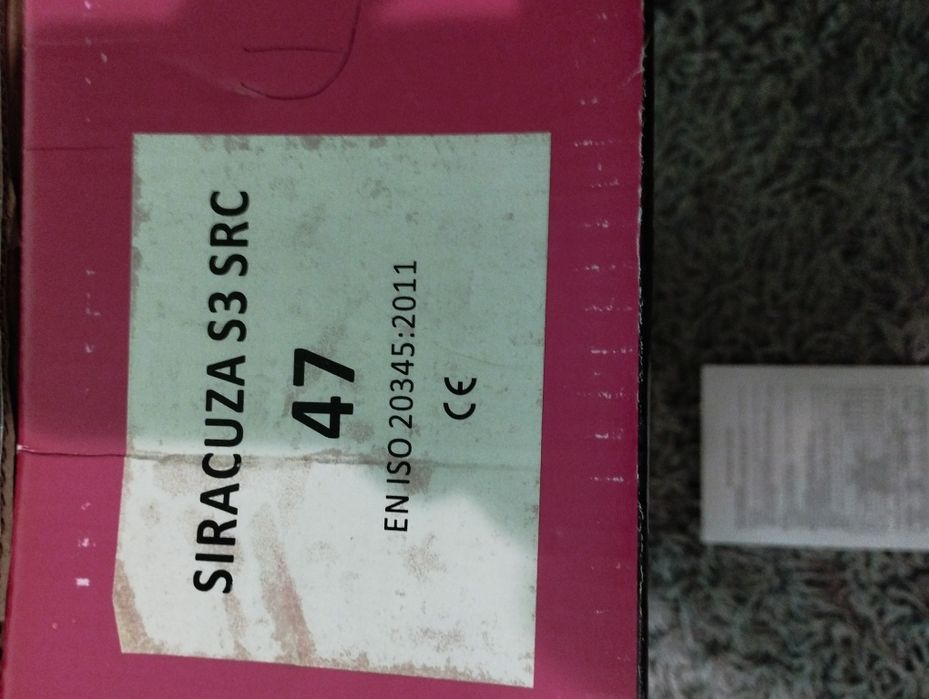 SIRACUZA S3 SRC
47
EN ISO 20345:2011
CE